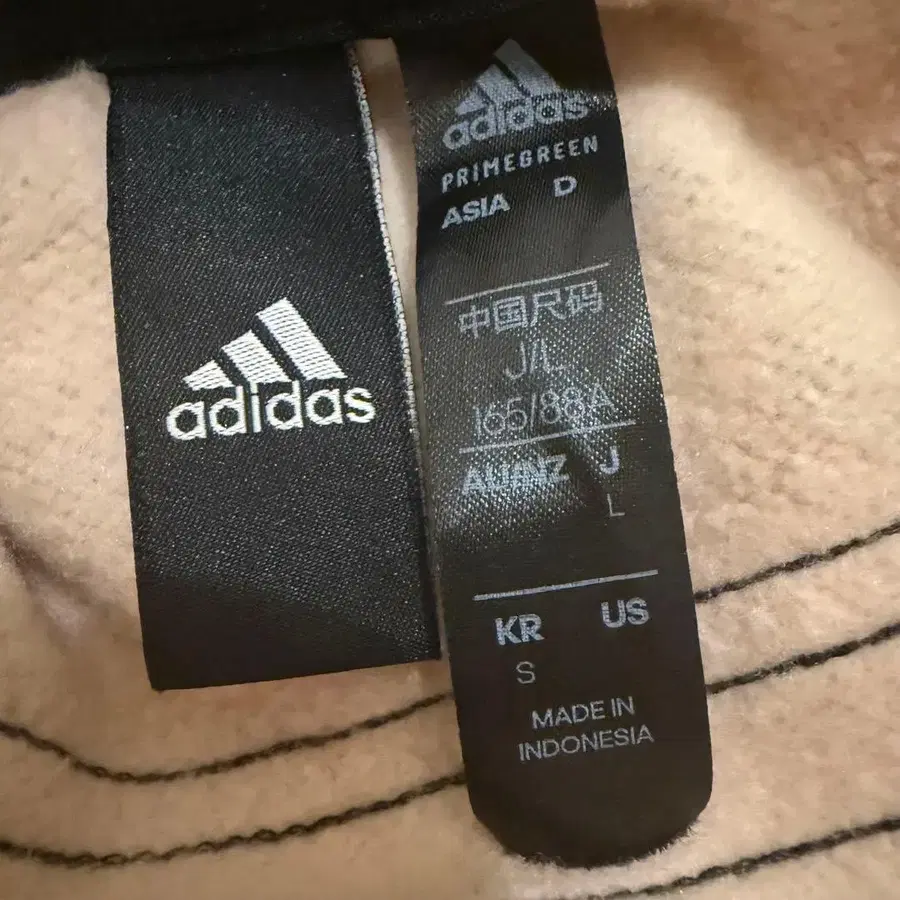 adidas
adidas
PRIMEGREEN
ASIA D
中国尺码
J/L
165/88A
AU/NZ J
L
KR US
S
MADE IN
INDONESIA